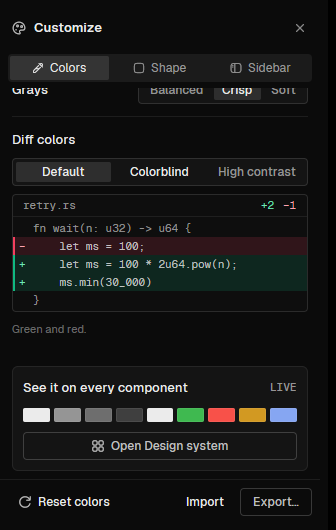 Customize
Colors Shape Sidebar
Grays Balanced Crisp Soft
Diff colors
Default Colorblind High contrast
retry.rs +2 −1
fn wait(n: u32) -> u64 {
− let ms = 100;
+ let ms = 100 * 2u64.pow(n);
+ ms.min(30_000)
}
Green and red.
See it on every component LIVE
Open Design system
Reset colors Import Export…